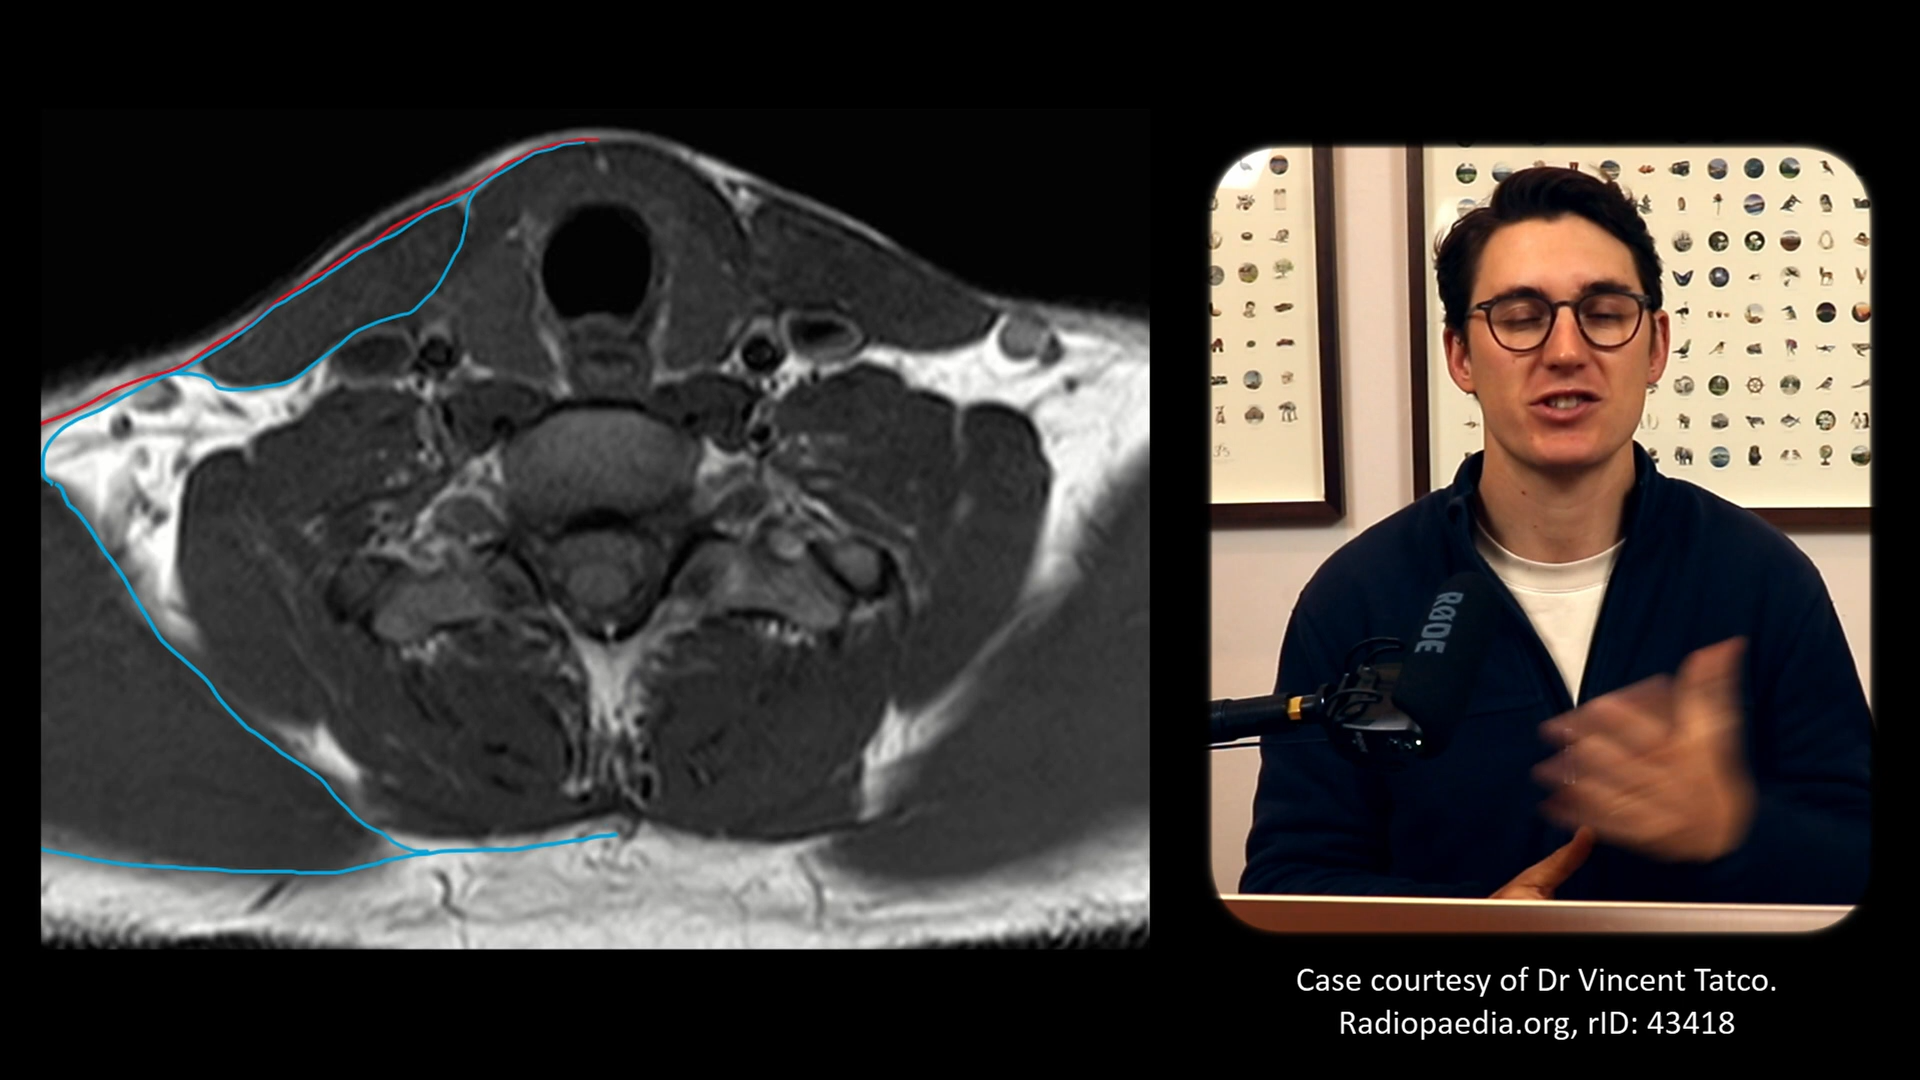 RØDE
Case courtesy of Dr Vincent Tatco.
Radiopaedia.org, rID: 43418